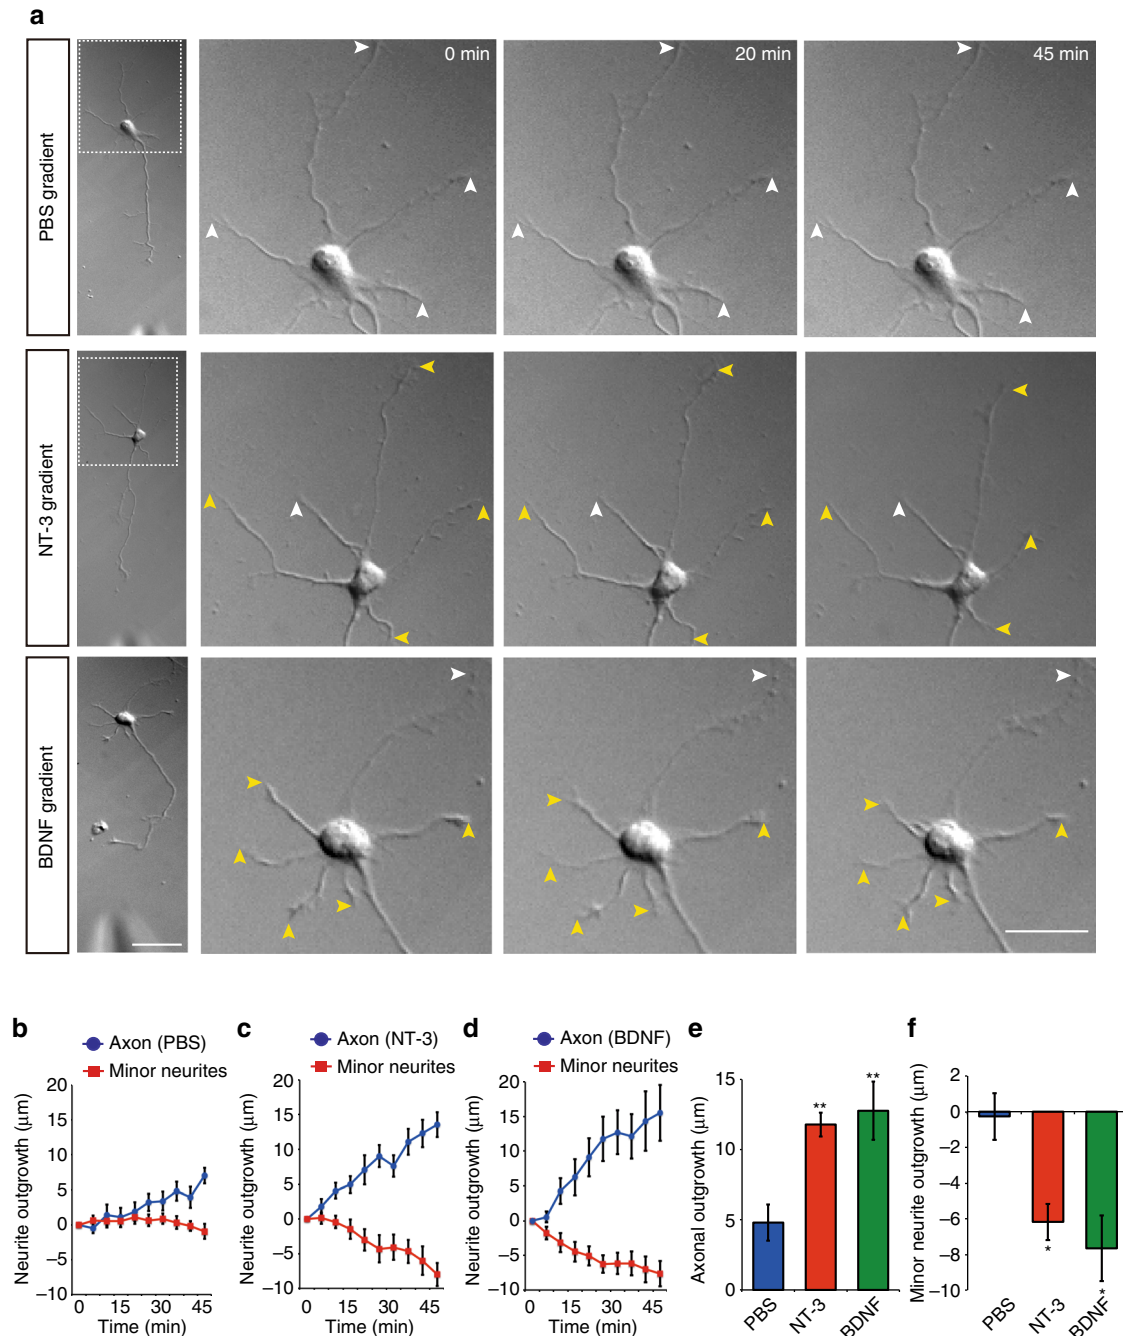 a
PBS gradient
0 min
20 min
45 min
NT-3 gradient
BDNF gradient
b
Axon (PBS)
Minor neurites
Neurite outgrowth (μm)
20
15
10
5
0
−5
−10
0 15 30 45
Time (min)
c
Axon (NT-3)
Minor neurites
Neurite outgrowth (μm)
20
15
10
5
0
−5
−10
0 15 30 45
Time (min)
d
Axon (BDNF)
Minor neurites
Neurite outgrowth (μm)
20
15
10
5
0
−5
−10
0 15 30 45
Time (min)
e
Axonal outgrowth (μm)
15
10
5
0
**
**
PBS
NT-3
BDNF
f
Minor neurite outgrowth (μm)
2
0
−2
−4
−6
−8
−10
*
*
PBS
NT-3
BDNF